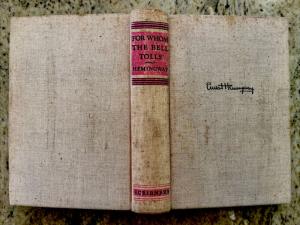 FOR WHOM
THE BELL
TOLLS
HEMINGWAY
SCRIBNERS
Ernest Hemingway